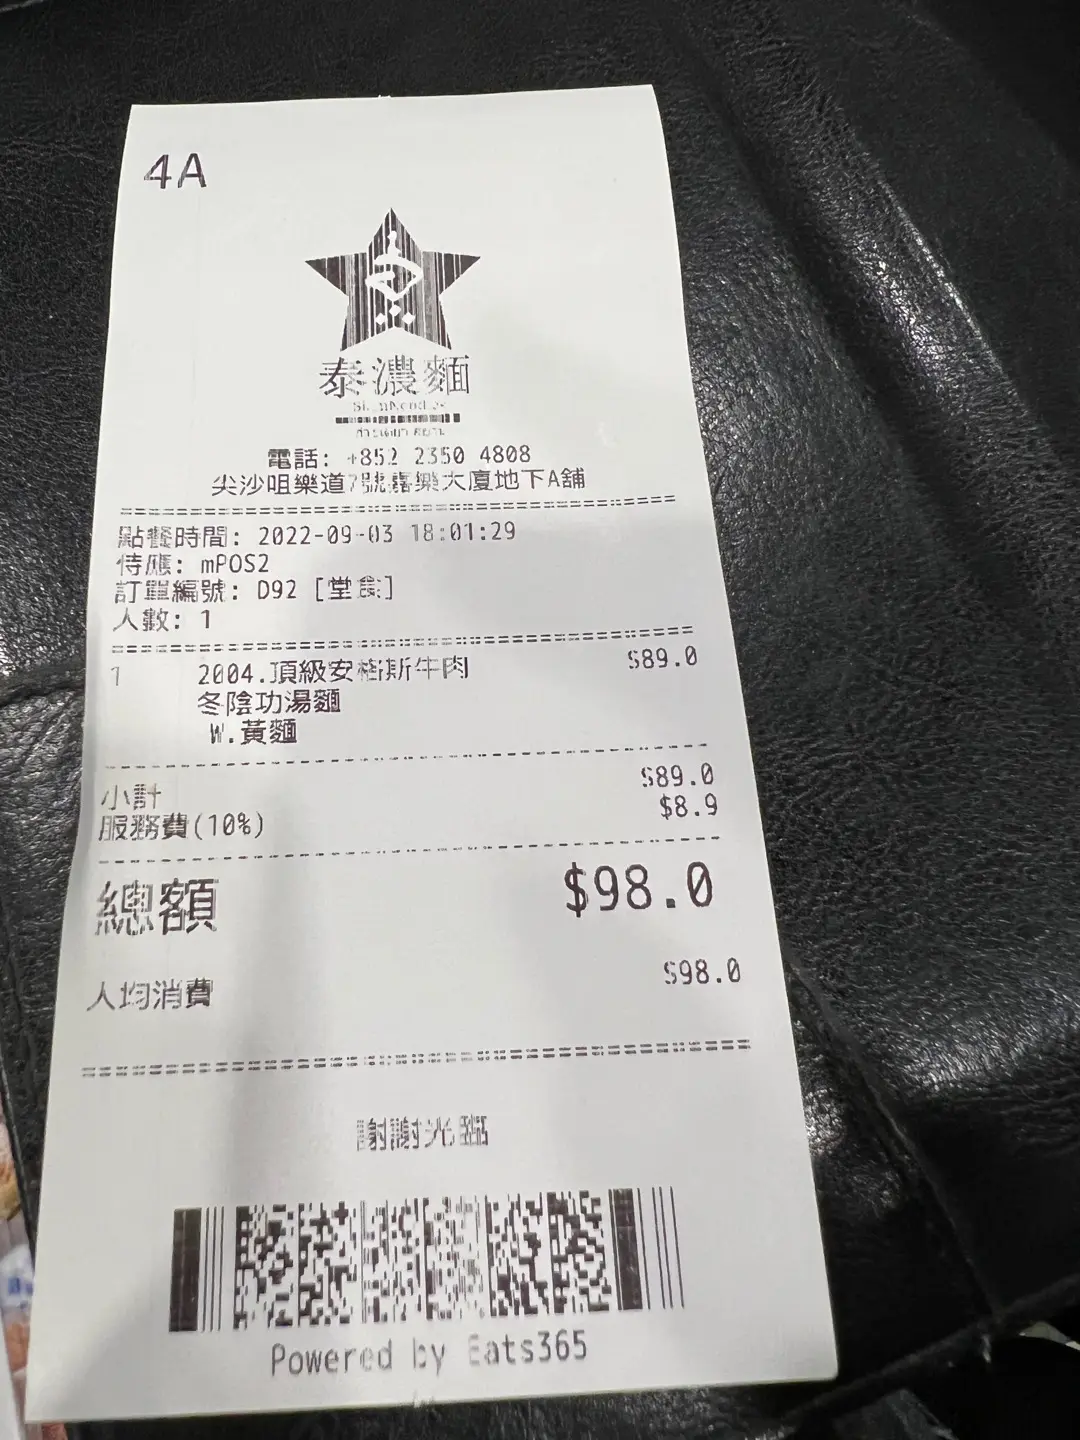 4A
泰濃麵
電話: +852 2350 4808
尖沙咀樂道7號嘉樂大廈地下A舖
點餐時間: 2022-09-03 18:01:29
侍應: mPOS2
訂單編號: D92 [堂食]
人數: 1
1 2004.頂級安格斯牛肉 $89.0
冬陰功湯麵
W.黃麵
小計 $89.0
服務費(10%) $8.9
總額 $98.0
人均消費 $98.0
謝謝光臨
Powered by Eats365